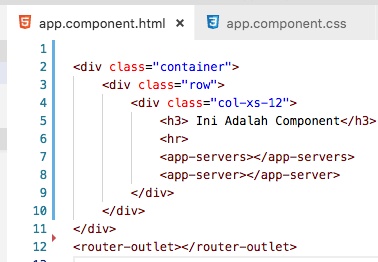 app.component.html × app.component.css
1
2 <div class="container">
3 <div class="row">
4 <div class="col-xs-12">
5 <h3> Ini Adalah Component</h3>
6 <hr>
7 <app-servers></app-servers>
8 <app-server></app-server>
9 </div>
10 </div>
11 </div>
12 <router-outlet></router-outlet>